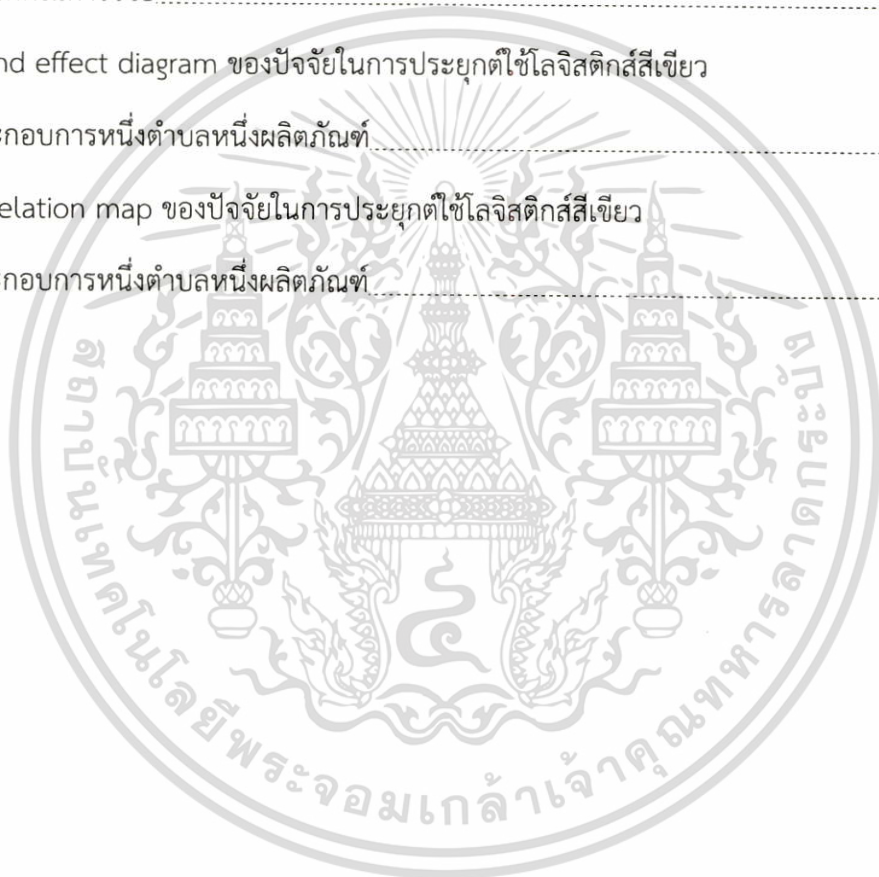 nd effect diagram ของปัจจัยในการประยุกต์ใช้โลจิสติกส์สีเขียว
ะกอบการหนึ่งตำบลหนึ่งผลิตภัณฑ์
elation map ของปัจจัยในการประยุกต์ใช้โลจิสติกส์สีเขียว
ะกอบการหนึ่งตำบลหนึ่งผลิตภัณฑ์
สถาบันเทคโนโลยีพระจอมเกล้าเจ้าคุณทหารลาดกระบัง
๔